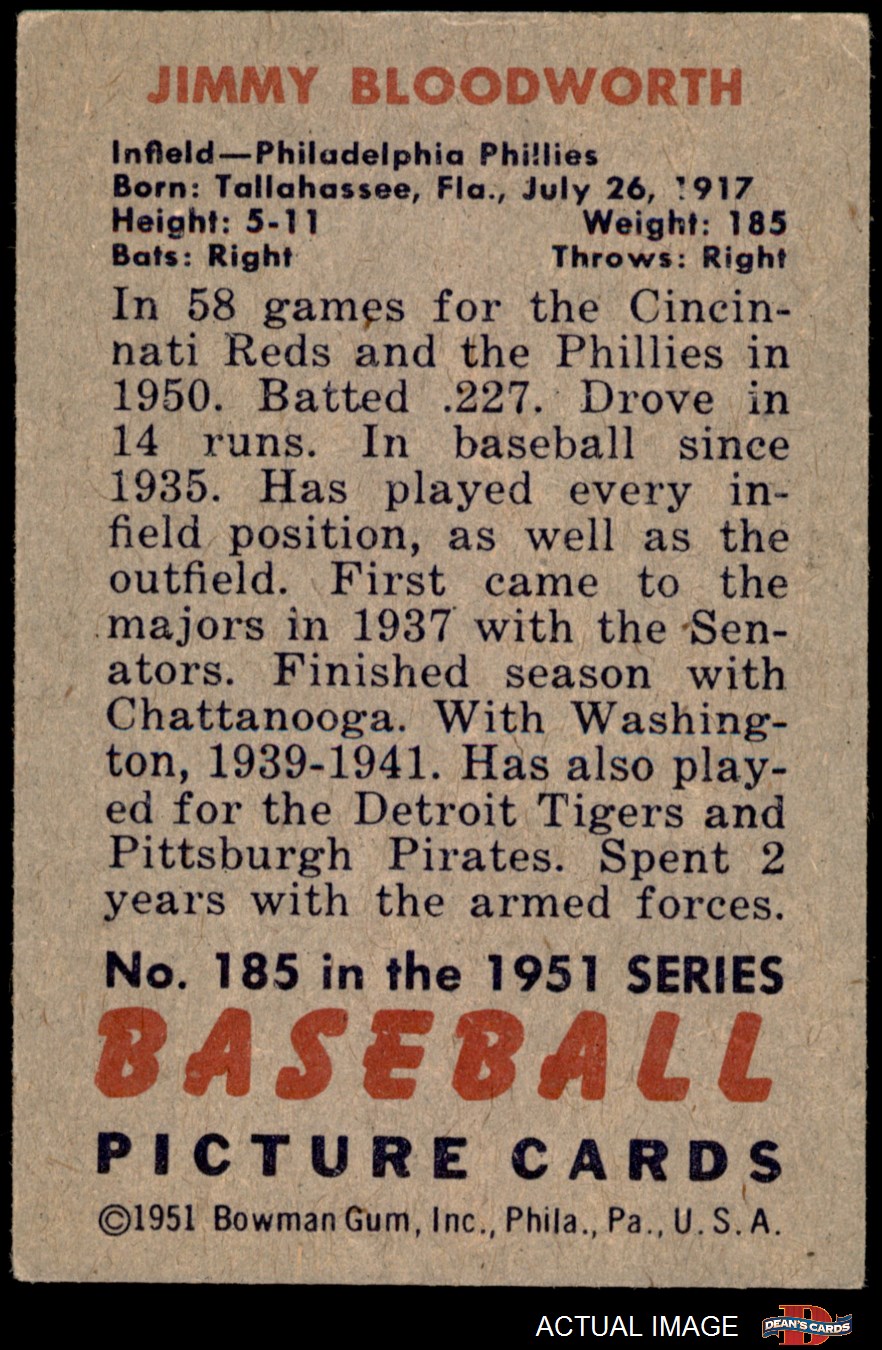 JIMMY BLOODWORTH
Infield—Philadelphia Phillies
Born: Tallahassee, Fla., July 26, 1917
Height: 5-11 Weight: 185
Bats: Right Throws: Right
In 58 games for the Cincin-
nati Reds and the Phillies in
1950. Batted .227. Drove in
14 runs. In baseball since
1935. Has played every in-
field position, as well as the
outfield. First came to the
majors in 1937 with the Sen-
ators. Finished season with
Chattanooga. With Washing-
ton, 1939-1941. Has also play-
ed for the Detroit Tigers and
Pittsburgh Pirates. Spent 2
years with the armed forces.
No. 185 in the 1951 SERIES
BASEBALL
PICTURE CARDS
©1951 Bowman Gum, Inc., Phila., Pa., U.S.A.
ACTUAL IMAGE
D
DEAN'S CARDS